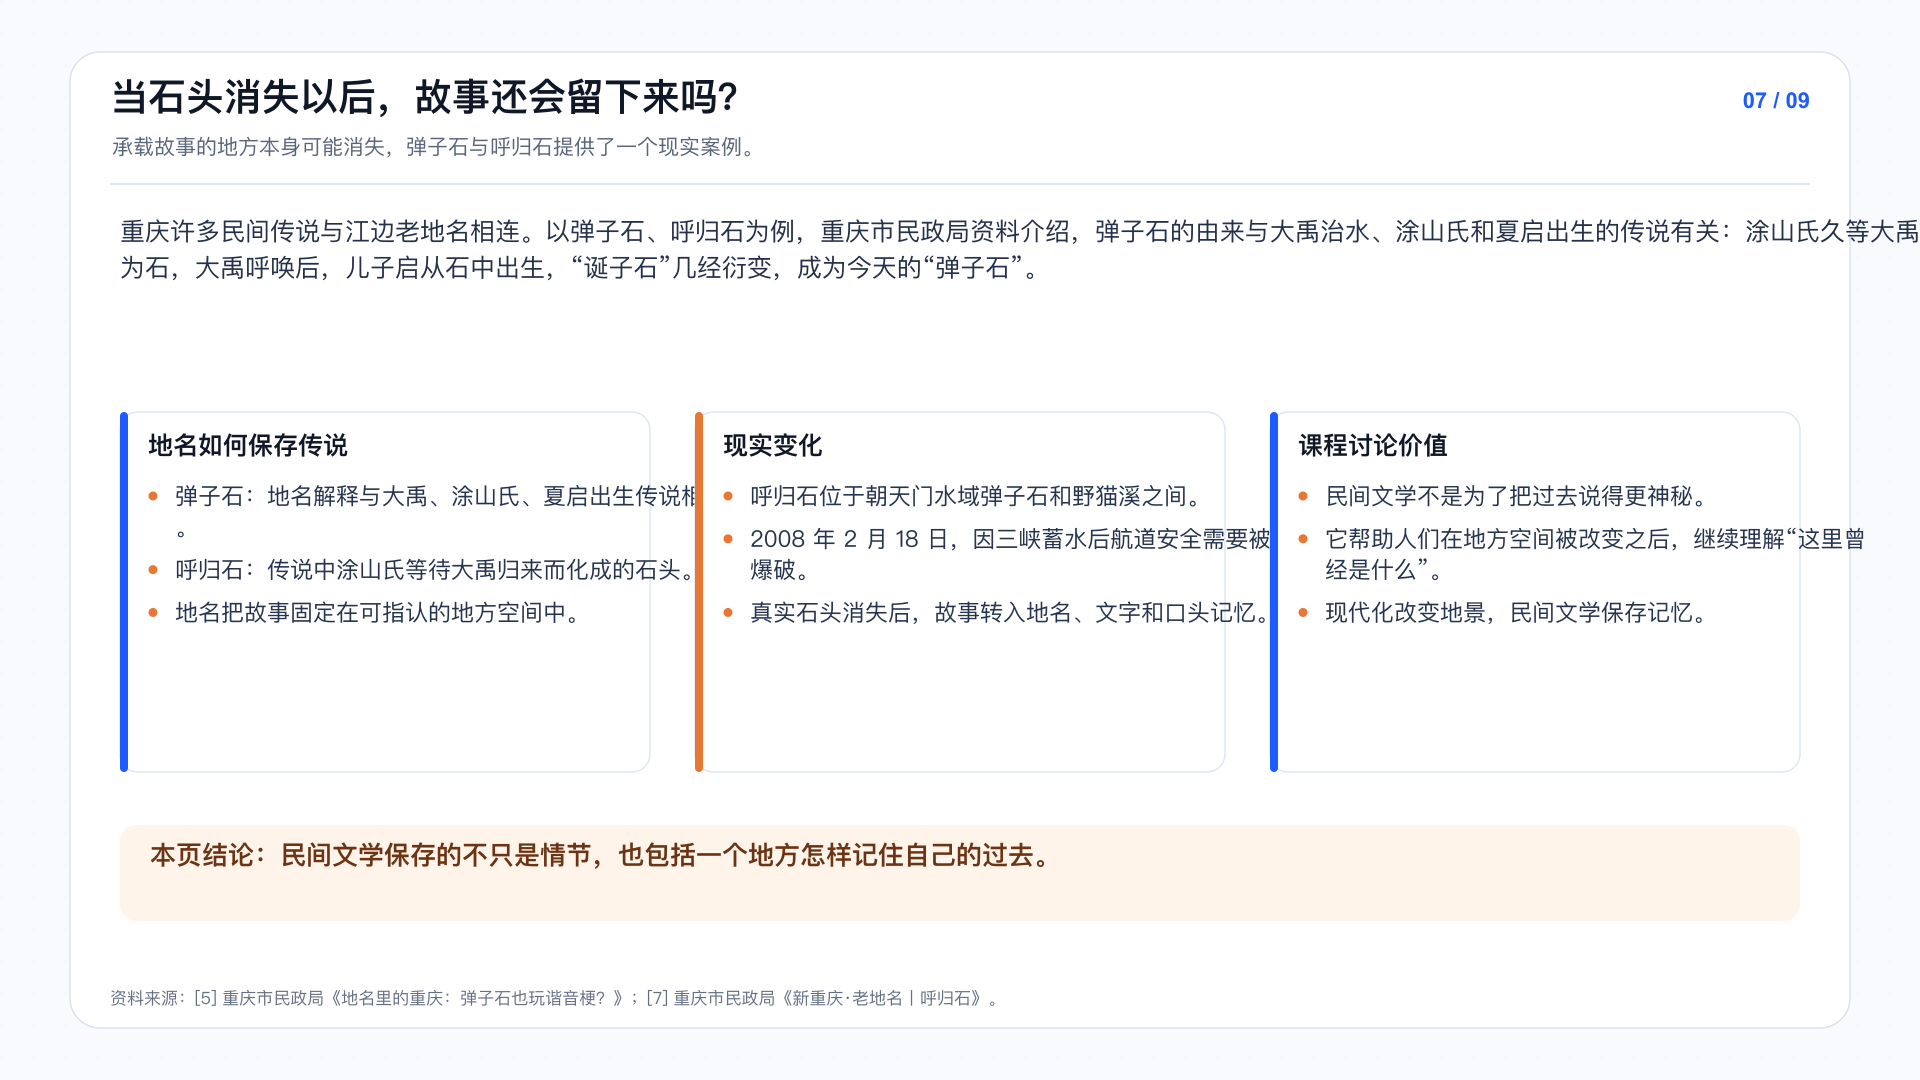 当石头消失以后，故事还会留下来吗？
07 / 09
承载故事的地方本身可能消失，弹子石与呼归石提供了一个现实案例。
重庆许多民间传说与江边老地名相连。以弹子石、呼归石为例，重庆市民政局资料介绍，弹子石的由来与大禹治水、涂山氏和夏启出生的传说有关：涂山氏久等大禹
为石，大禹呼唤后，儿子启从石中出生，“诞子石”几经衍变，成为今天的“弹子石”。
地名如何保存传说
弹子石：地名解释与大禹、涂山氏、夏启出生传说相
。
呼归石：传说中涂山氏等待大禹归来而化成的石头。
地名把故事固定在可指认的地方空间中。
现实变化
呼归石位于朝天门水域弹子石和野猫溪之间。
2008 年 2 月 18 日，因三峡蓄水后航道安全需要被
爆破。
真实石头消失后，故事转入地名、文字和口头记忆。
课程讨论价值
民间文学不是为了把过去说得更神秘。
它帮助人们在地方空间被改变之后，继续理解“这里曾
经是什么”。
现代化改变地景，民间文学保存记忆。
本页结论：民间文学保存的不只是情节，也包括一个地方怎样记住自己的过去。
资料来源：[5] 重庆市民政局《地名里的重庆：弹子石也玩谐音梗？》；[7] 重庆市民政局《新重庆·老地名丨呼归石》。